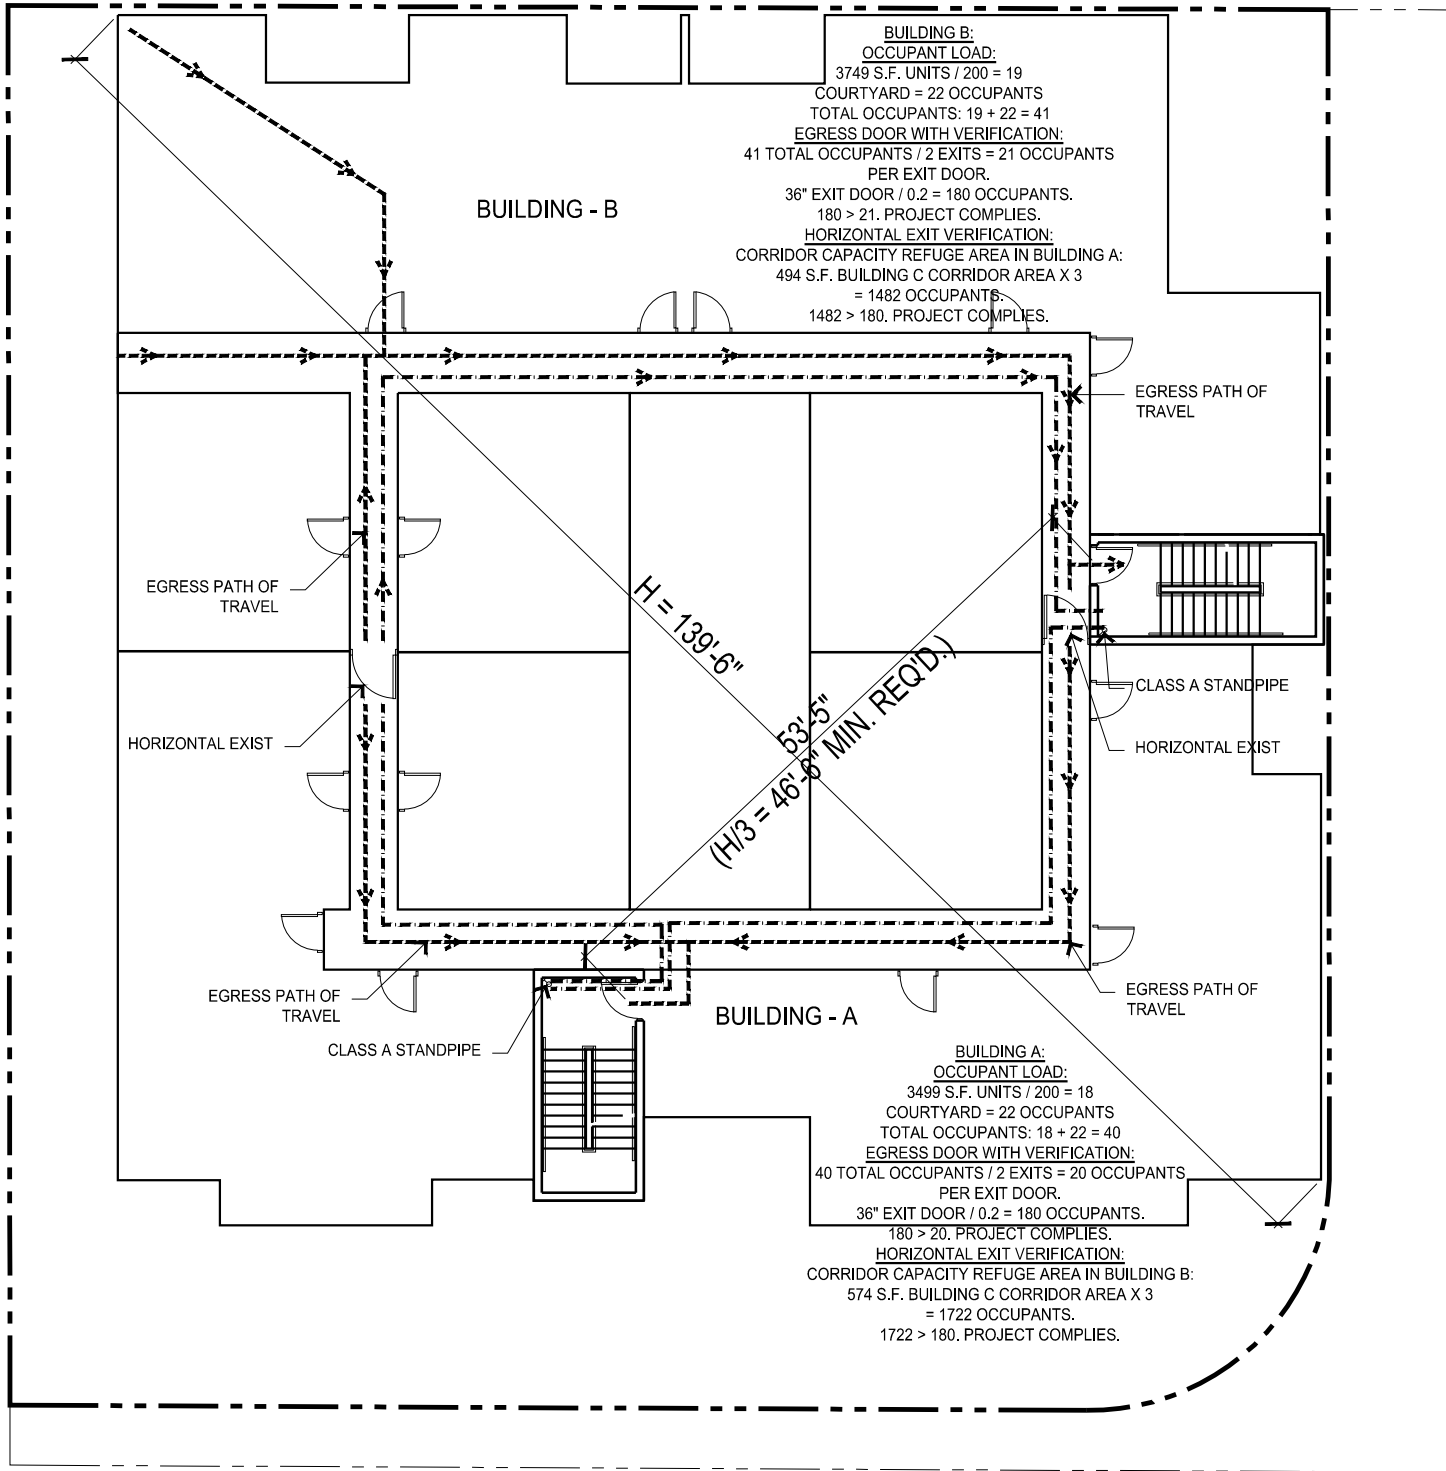 BUILDING B:
OCCUPANT LOAD:
3749 S.F. UNITS / 200 = 19
COURTYARD = 22 OCCUPANTS
TOTAL OCCUPANTS: 19 + 22 = 41
EGRESS DOOR WITH VERIFICATION:
41 TOTAL OCCUPANTS / 2 EXITS = 21 OCCUPANTS
PER EXIT DOOR.
36" EXIT DOOR / 0.2 = 180 OCCUPANTS.
180 > 21. PROJECT COMPLIES.
HORIZONTAL EXIT VERIFICATION:
CORRIDOR CAPACITY REFUGE AREA IN BUILDING A:
494 S.F. BUILDING C CORRIDOR AREA X 3
= 1482 OCCUPANTS.
1482 > 180. PROJECT COMPLIES.
BUILDING - B
EGRESS PATH OF
TRAVEL
EGRESS PATH OF
TRAVEL
H = 139'-6"
53'-5"
(H/3 = 46'-6" MIN. REQ'D.)
CLASS A STANDPIPE
HORIZONTAL EXIST
HORIZONTAL EXIST
EGRESS PATH OF
TRAVEL
EGRESS PATH OF
TRAVEL
BUILDING - A
CLASS A STANDPIPE
BUILDING A:
OCCUPANT LOAD:
3499 S.F. UNITS / 200 = 18
COURTYARD = 22 OCCUPANTS
TOTAL OCCUPANTS: 18 + 22 = 40
EGRESS DOOR WITH VERIFICATION:
40 TOTAL OCCUPANTS / 2 EXITS = 20 OCCUPANTS
PER EXIT DOOR.
36" EXIT DOOR / 0.2 = 180 OCCUPANTS.
180 > 20. PROJECT COMPLIES.
HORIZONTAL EXIT VERIFICATION:
CORRIDOR CAPACITY REFUGE AREA IN BUILDING B:
574 S.F. BUILDING C CORRIDOR AREA X 3
= 1722 OCCUPANTS.
1722 > 180. PROJECT COMPLIES.